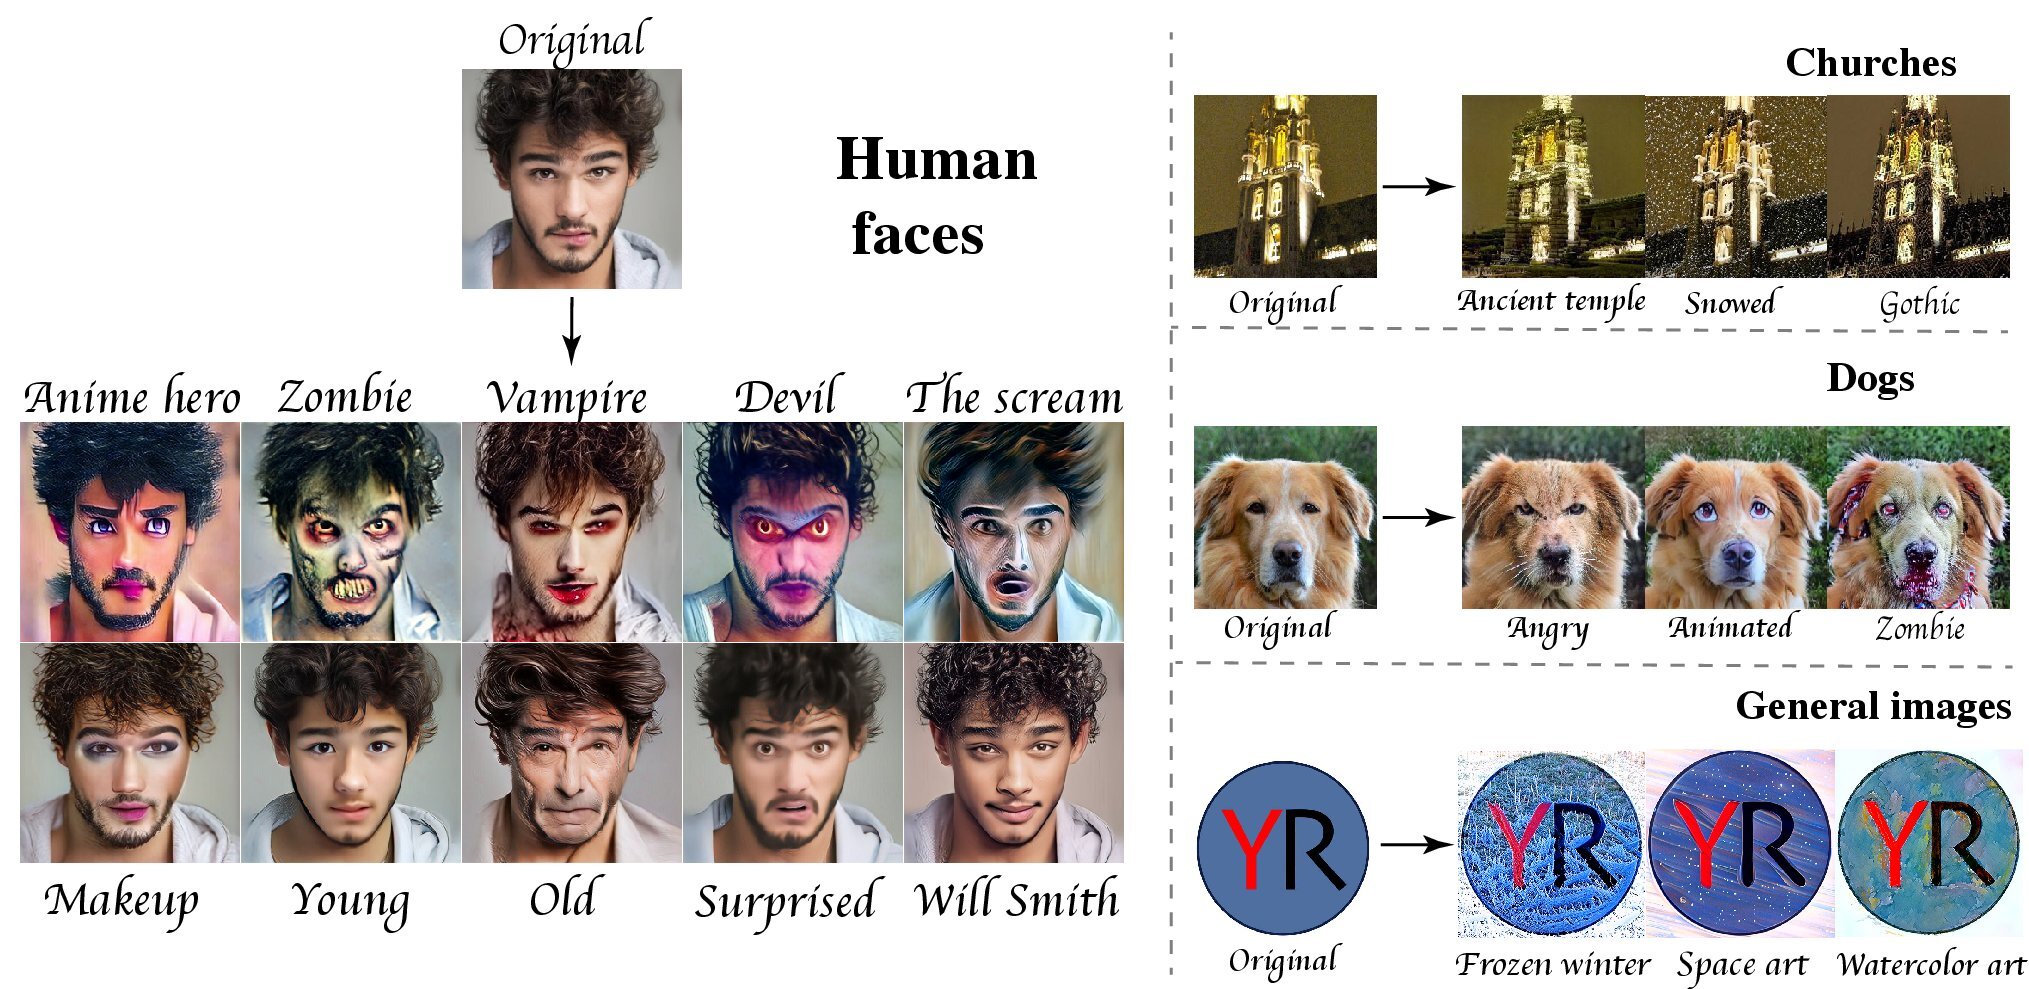 Original
Human
faces
Anime hero Zombie Vampire Devil The scream
Makeup Young Old Surprised Will Smith
Churches
Original Ancient temple Snowed Gothic
Dogs
Original Angry Animated Zombie
General images
YR YR YR YR
Original Frozen winter Space art Watercolor art